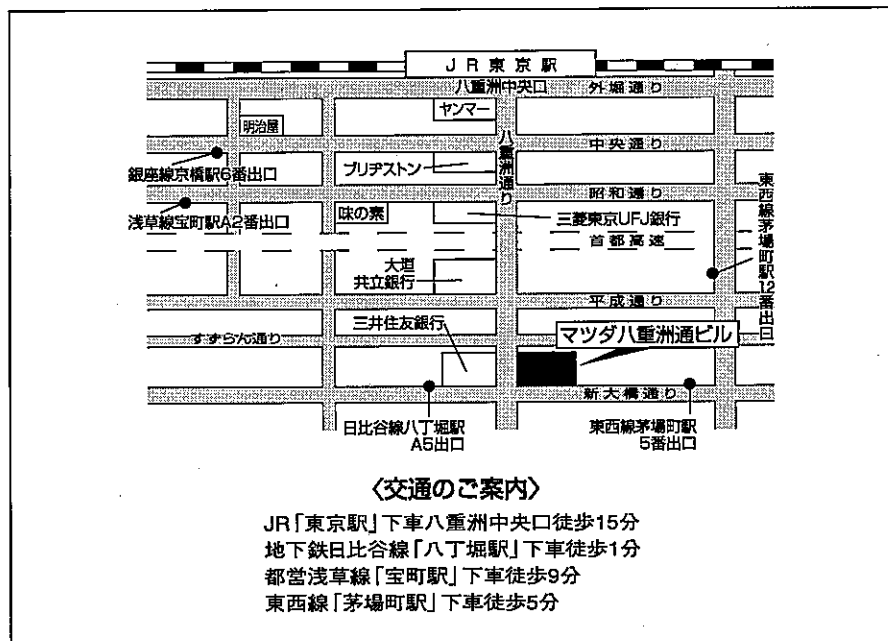 JR東京駅
八重洲中央口
外堀通り
ヤンマー
明治屋
八重洲通り
中央通り
銀座線京橋駅6番出口
ブリヂストン
昭和通り
東西線茅場町駅12番出口
浅草線宝町駅A2番出口
味の素
三菱東京UFJ銀行
首都高速
大垣
共立銀行
平成通り
三井住友銀行
すずらん通り
マツダ八重洲通ビル
新大橋通り
日比谷線八丁堀駅
A5出口
東西線茅場町駅
5番出口
〈交通のご案内〉
JR「東京駅」下車八重洲中央口徒歩15分
地下鉄日比谷線「八丁堀駅」下車徒歩1分
都営浅草線「宝町駅」下車徒歩9分
東西線「茅場町駅」下車徒歩5分